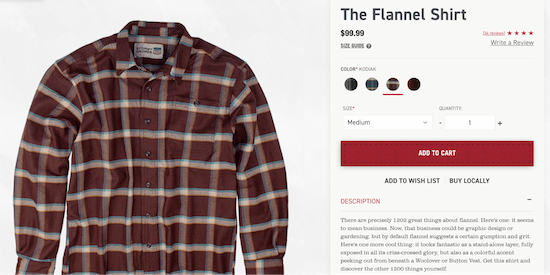 The Flannel Shirt
$99.99
SIZE GUIDE
Write a Review
COLOR* KODIAK
SIZE*
QUANTITY:
Medium
- 1 +
ADD TO CART
ADD TO WISH LIST
BUY LOCALLY
DESCRIPTION
–
There are precisely 1202 great things about flannel. Here's one: it seems
to mean business. Now, that business could be graphic design or
gardening, but by default flannel suggests a certain gumption and grit.
Here's one more cool thing: it looks fantastic as a stand-alone layer, fully
exposed in all its criss-crossed glory, but also as a colorful accent
peeking out from beneath a Woolover or Button Vest. Get this shirt and
discover the other 1200 things yourself.